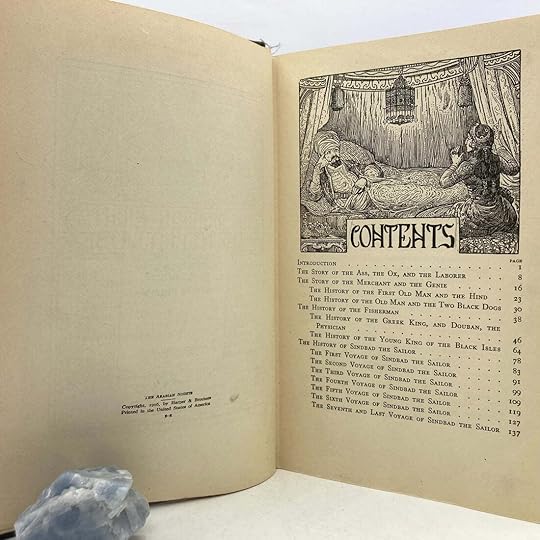 The Arabian Nights
Copyright, by Harper & Brothers
Printed in the United States of America
CONTENTS
PAGE
Introduction . . . 1
The Story of the Ass, the Ox, and the Laborer . . . 8
The Story of the Merchant and the Genie . . . 16
The History of the First Old Man and the Hind 23
The History of the Old Man and the Two Black Dogs 30
The History of the Fisherman . . . 38
The History of the Greek King, and Douban, the
Physician . . . 46
The History of the Young King of the Black Isles 64
The History of Sindbad the Sailor . . . 78
The First Voyage of Sindbad the Sailor . . . 83
The Second Voyage of Sindbad the Sailor . . . 91
The Third Voyage of Sindbad the Sailor . . . 99
The Fourth Voyage of Sindbad the Sailor . . . 109
The Fifth Voyage of Sindbad the Sailor . . . 119
The Sixth Voyage of Sindbad the Sailor . . . 127
The Seventh and Last Voyage of Sindbad the Sailor 137